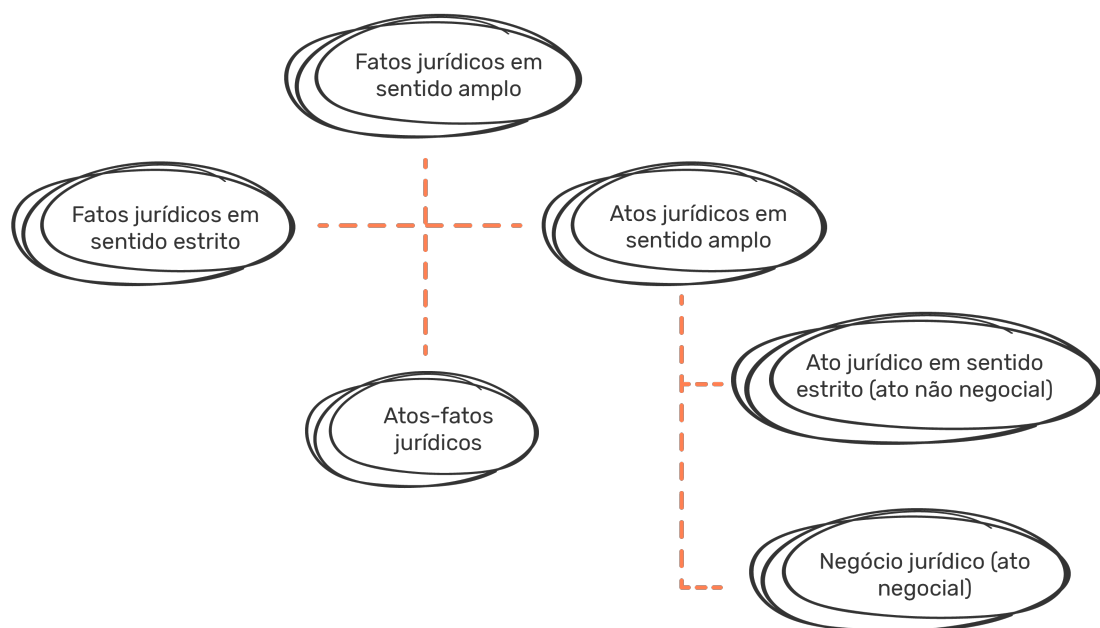 Fatos jurídicos em
sentido amplo
Fatos jurídicos em
sentido estrito
Atos jurídicos em
sentido amplo
Atos-fatos
jurídicos
Ato jurídico em sentido
estrito (ato não negocial)
Negócio jurídico (ato
negocial)